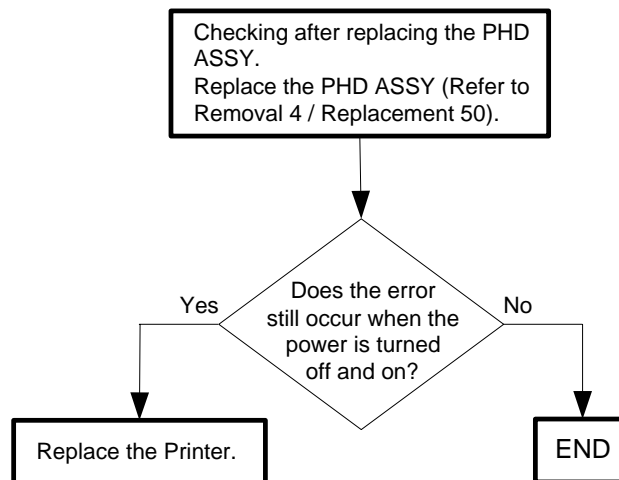 Checking after replacing the PHD
ASSY.
Replace the PHD ASSY (Refer to
Removal 4 / Replacement 50).
Does the error
still occur when the
power is turned
off and on?
Yes
No
Replace the Printer.
END